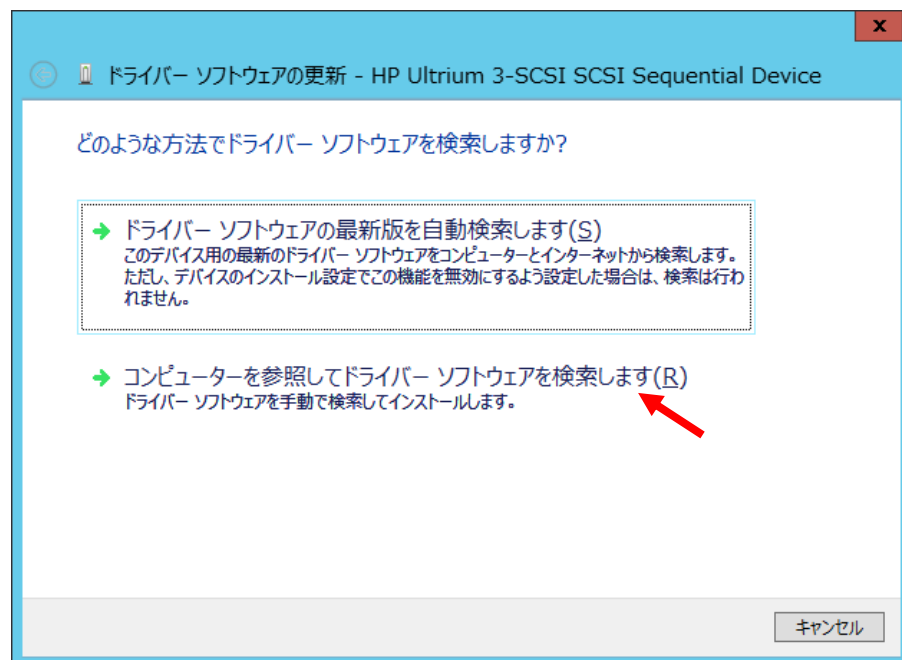 x
ドライバー ソフトウェアの更新 - HP Ultrium 3-SCSI SCSI Sequential Device
どのような方法でドライバー ソフトウェアを検索しますか?
ドライバー ソフトウェアの最新版を自動検索します(S)
このデバイス用の最新のドライバー ソフトウェアをコンピューターとインターネットから検索します。
ただし、デバイスのインストール設定でこの機能を無効にするよう設定した場合は、検索は行わ
れません。
コンピューターを参照してドライバー ソフトウェアを検索します(R)
ドライバー ソフトウェアを手動で検索してインストールします。
キャンセル